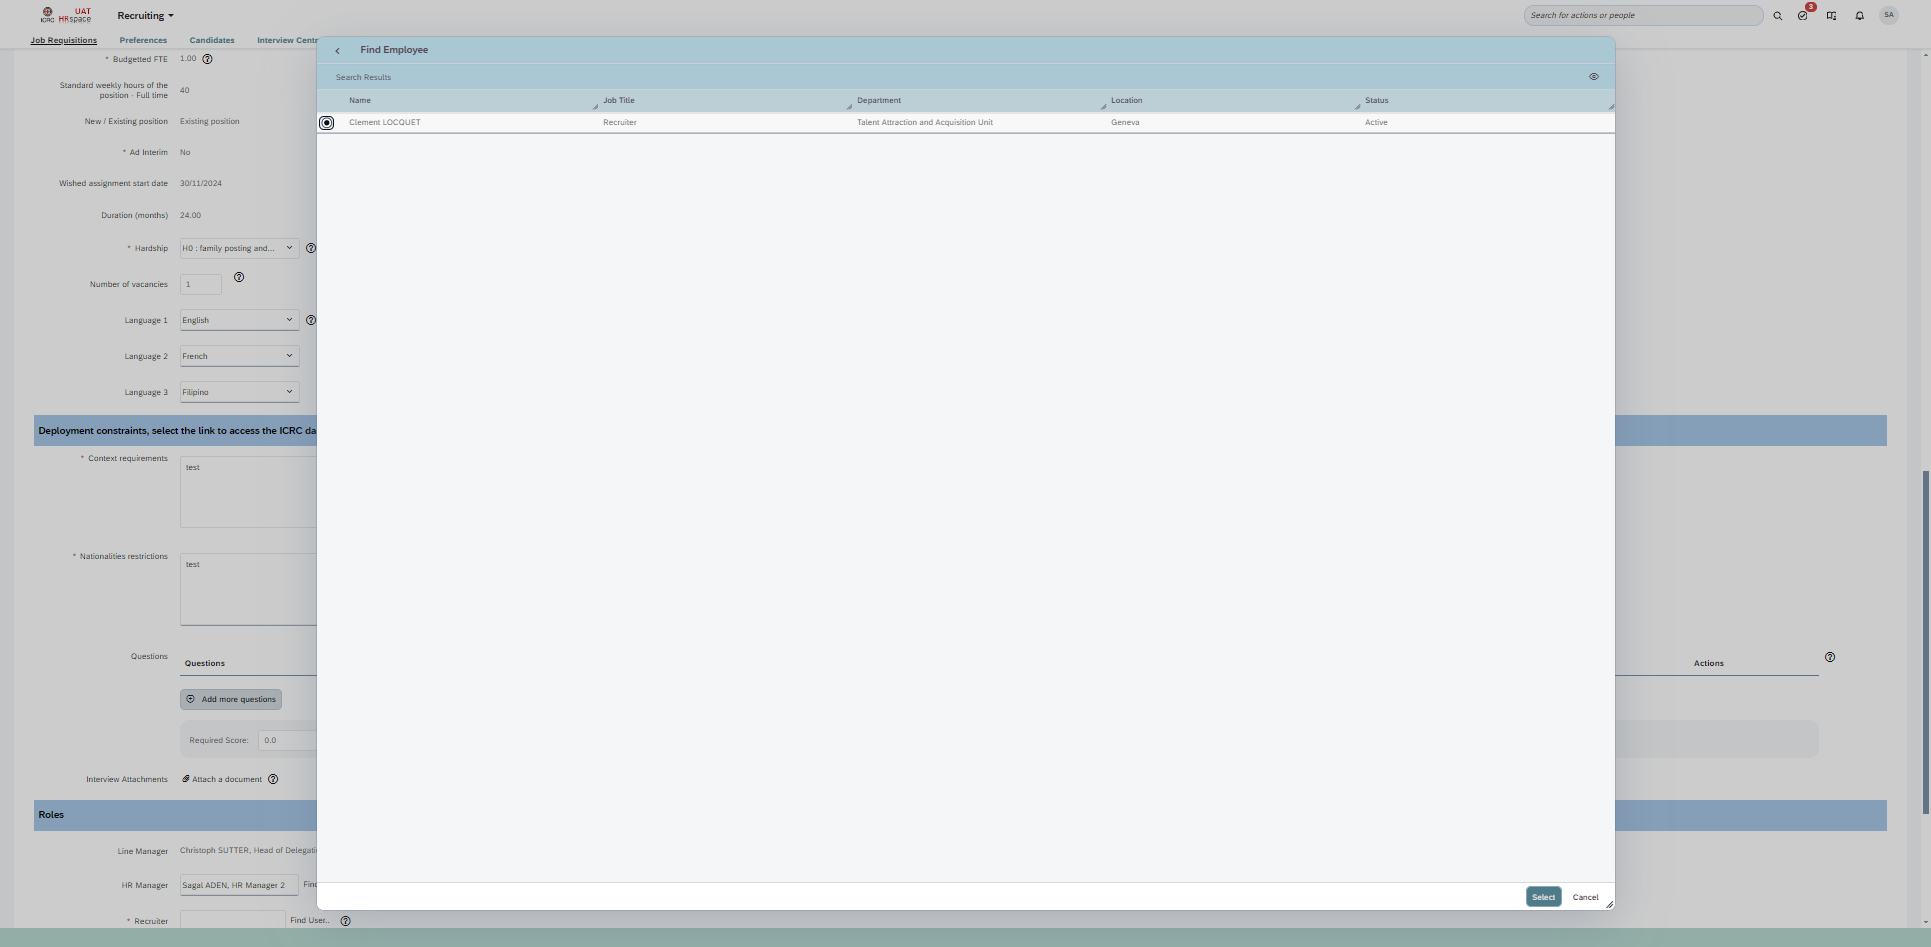 ICRC UAT HRspace
Recruiting
Search for actions or people
3
SA
Job Requisitions Preferences Candidates Interview Centr
* Budgetted FTE 1.00
Standard weekly hours of the position - Full time 40
New / Existing position Existing position
* Ad Interim No
Wished assignment start date 30/11/2024
Duration (months) 24.00
* Hardship H0 : family posting and...
Number of vacancies 1
Language 1 English
Language 2 French
Language 3 Filipino
Deployment constraints, select the link to access the ICRC da
* Context requirements test
* Nationalities restrictions test
Questions Questions Actions
Add more questions
Required Score: 0.0
Interview Attachments Attach a document
Roles
Line Manager Christoph SUTTER, Head of Delegati
HR Manager Sagal ADEN, HR Manager 2 Find
* Recruiter Find User..
Find Employee
Search Results
Name Job Title Department Location Status
Clement LOCQUET Recruiter Talent Attraction and Acquisition Unit Geneva Active
Select Cancel